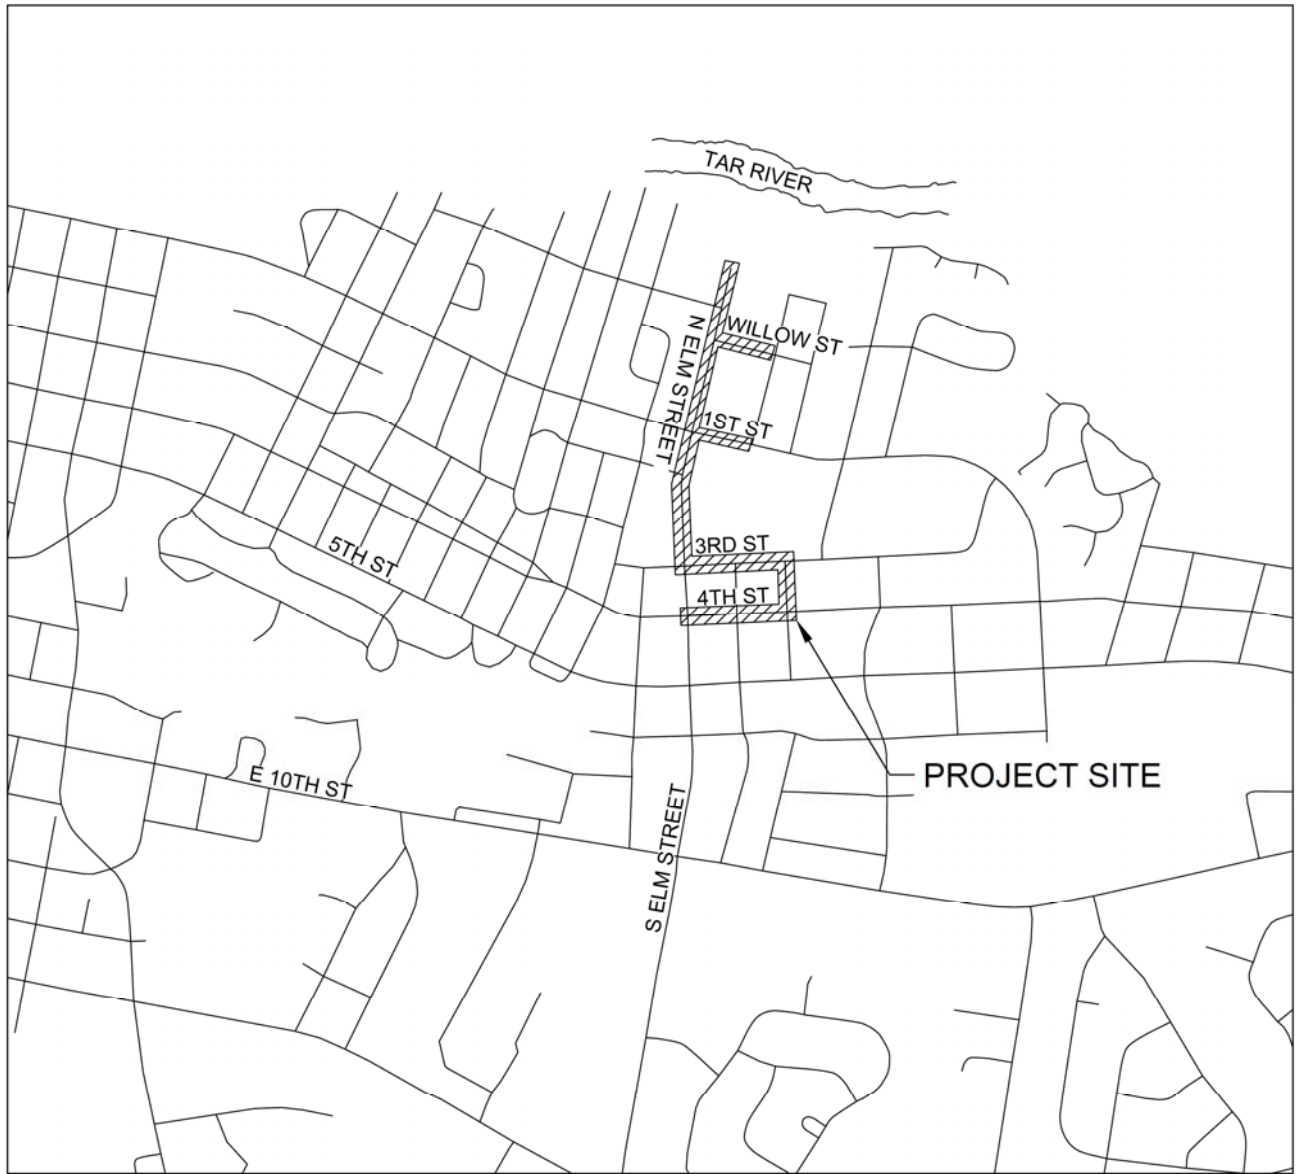 TAR RIVER
WILLOW ST
N ELM STREET
1ST ST
3RD ST
5TH ST
4TH ST
PROJECT SITE
E 10TH ST
S ELM STREET